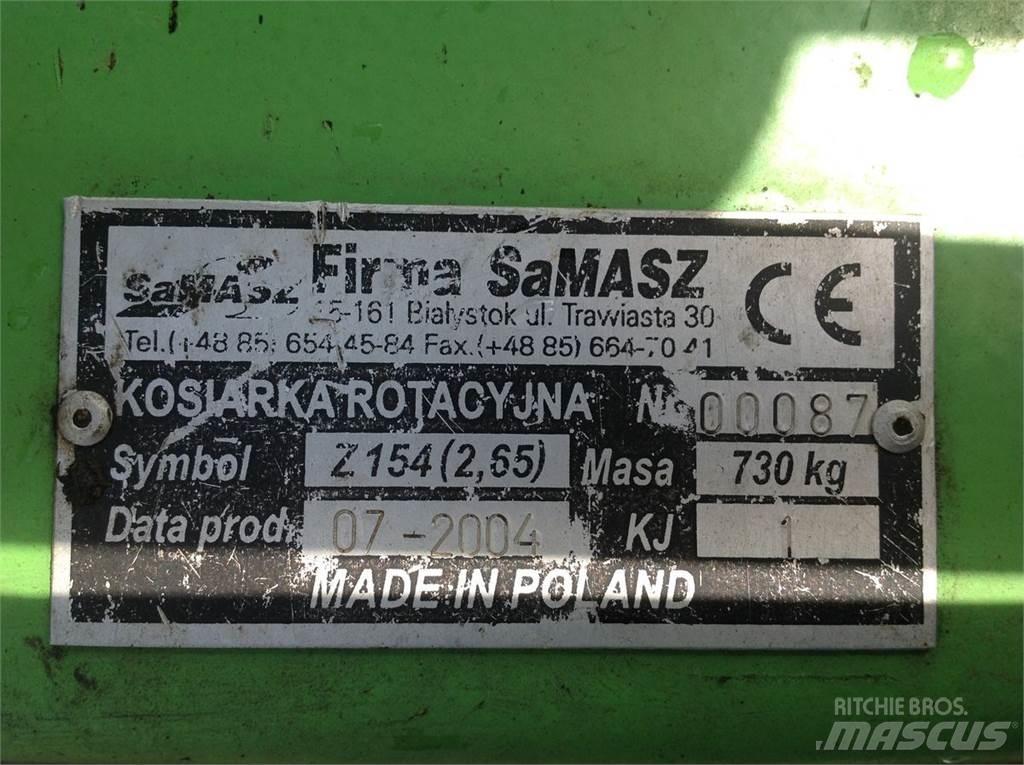 SaMASZ Firma SaMASZ CE
15-161 Białystok ul. Trawiasta 30
Tel.(+48 85) 654-45-84 Fax.(+48 85) 664-70 41
KOSIARKA ROTACYJNA Nr 00087
Symbol Z 154 (2,65) Masa 730 kg
Data prod. 07-2004 KJ 1
MADE IN POLAND
RITCHIE BROS.
MASCUS